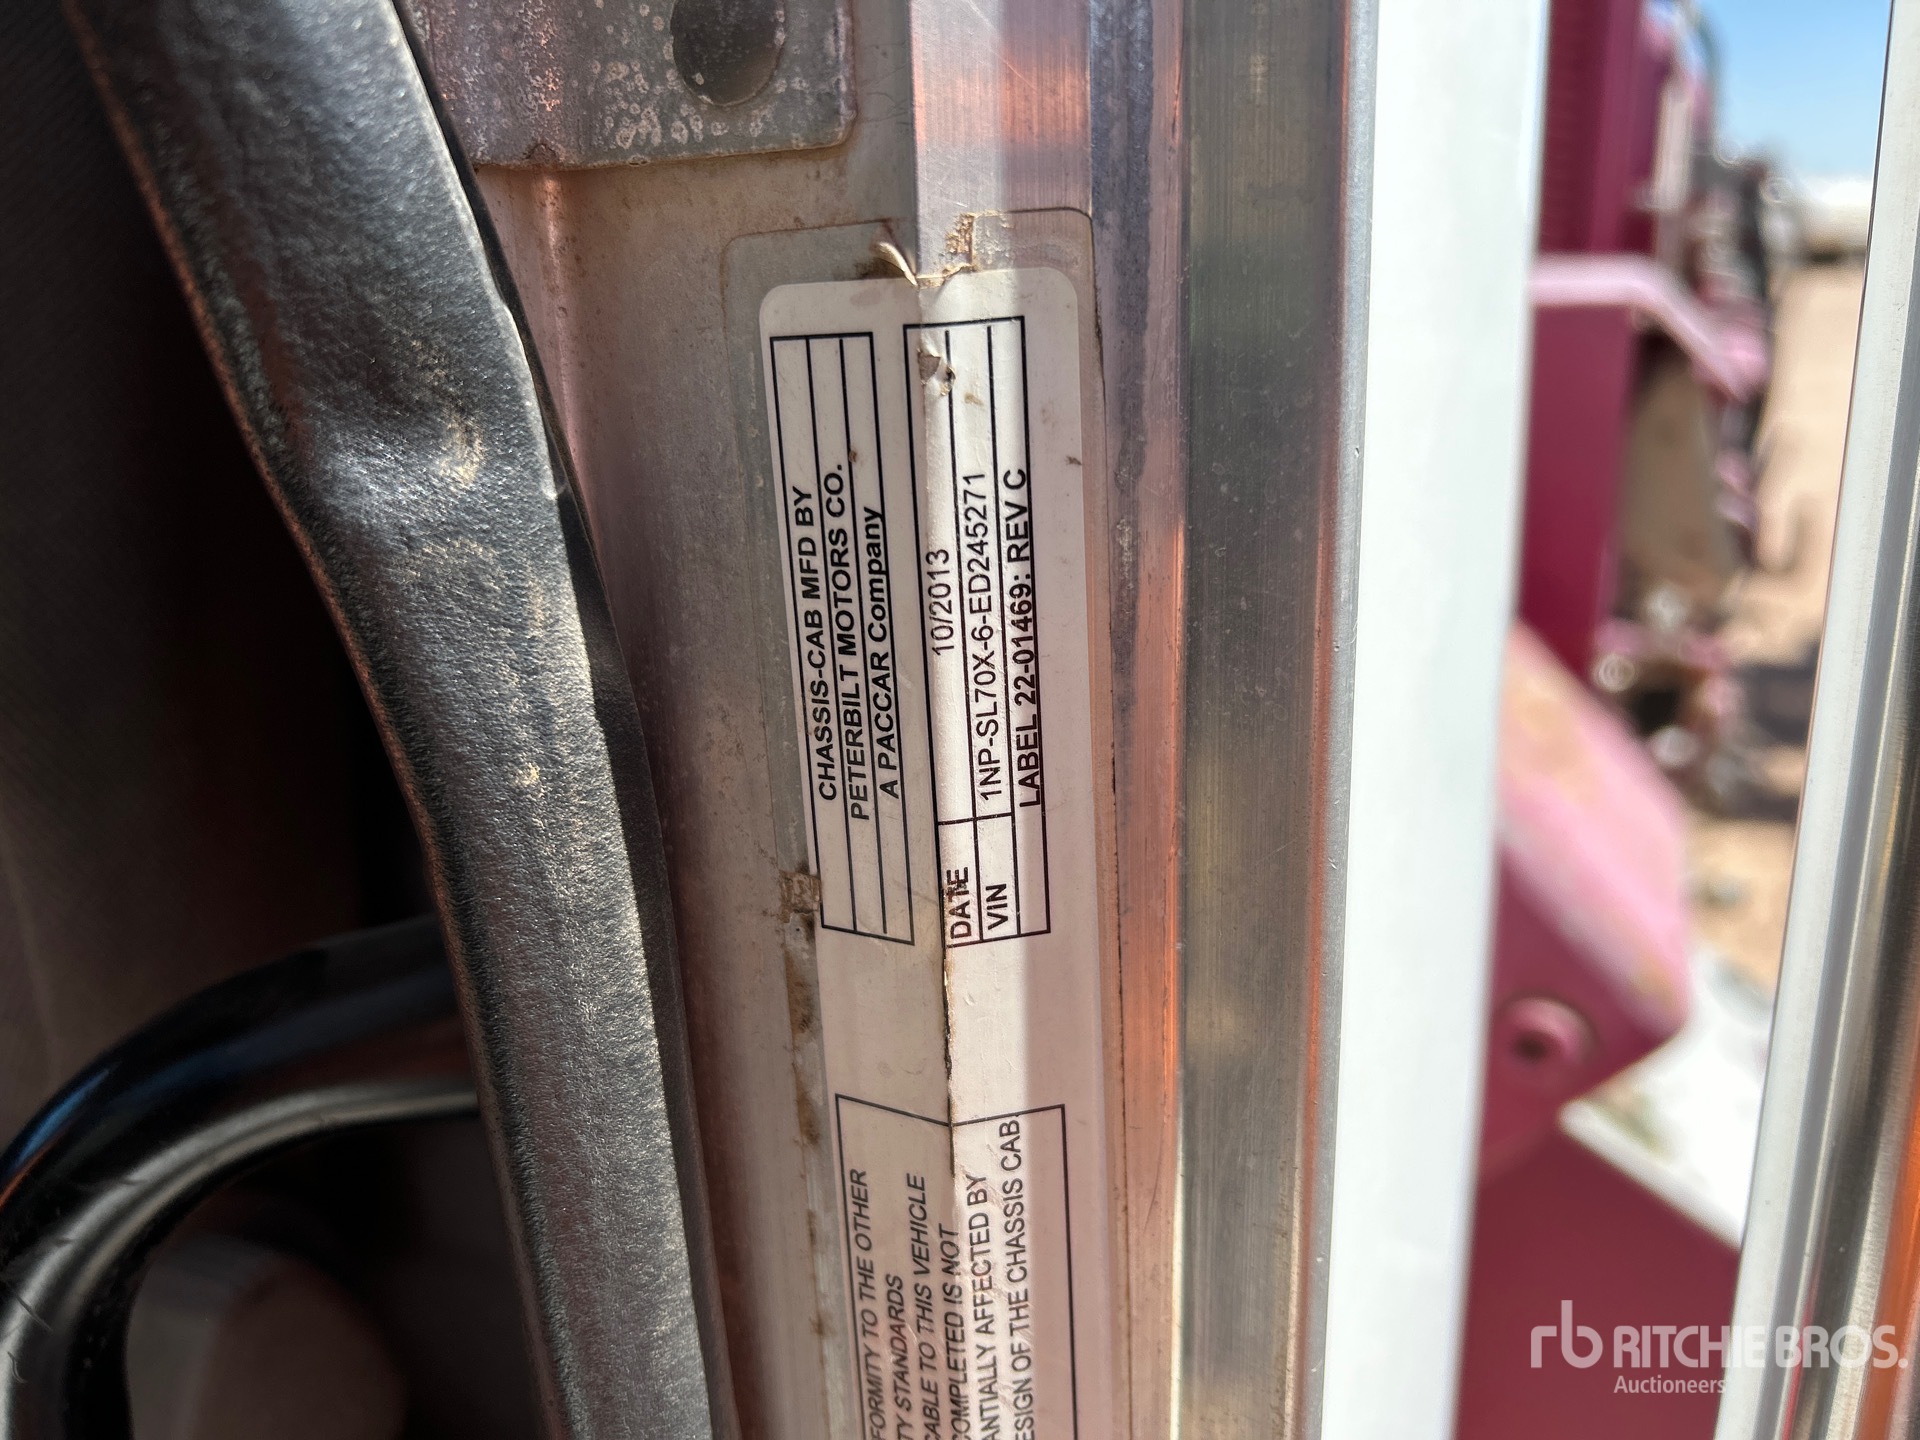 CHASSIS-CAB MFD BY
PETERBILT MOTORS CO.
A PACCAR Company
DATE 10/2013
VIN 1NP-SL70X-6-ED245271
LABEL 22-01469: REV C
FORMITY TO THE OTHER
TY STANDARDS
CABLE TO THIS VEHICLE
COMPLETED IS NOT
ANTIALLY AFFECTED BY
ESIGN OF THE CHASSIS CAB.
rb RITCHIE BROS.
Auctioneers